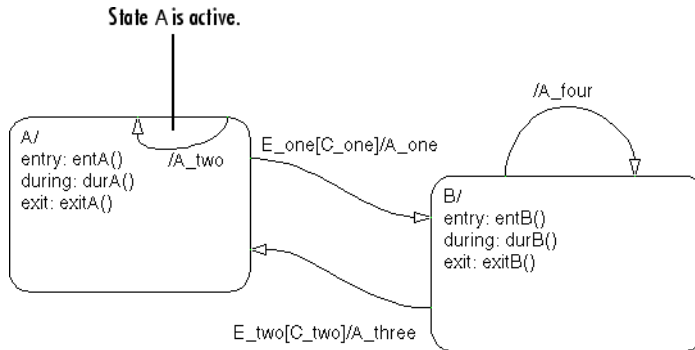 State A is active.
/A_four
A/
entry: entA()
during: durA()
exit: exitA()
/A_two
E_one[C_one]/A_one
B/
entry: entB()
during: durB()
exit: exitB()
E_two[C_two]/A_three